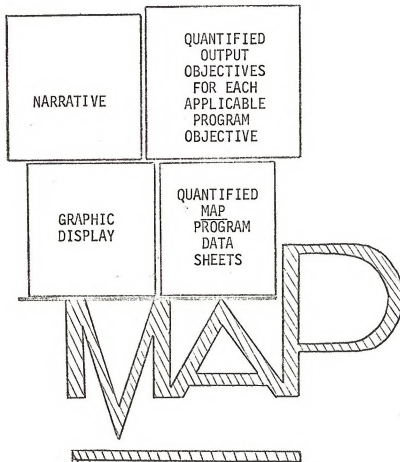 NARRATIVE
QUANTIFIED
OUTPUT
OBJECTIVES
FOR EACH
APPLICABLE
PROGRAM
OBJECTIVE
GRAPHIC
DISPLAY
QUANTIFIED
MAP
PROGRAM
DATA
SHEETS
MAP